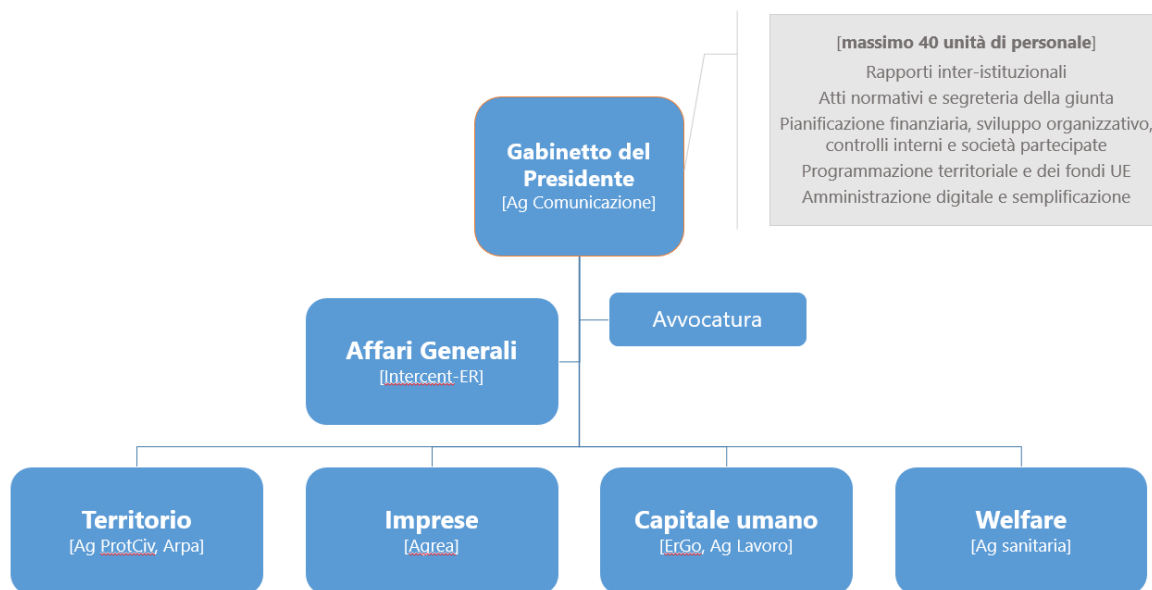 [massimo 40 unità di personale]
Rapporti inter-istituzionali
Atti normativi e segreteria della giunta
Pianificazione finanziaria, sviluppo organizzativo,
controlli interni e società partecipate
Programmazione territoriale e dei fondi UE
Amministrazione digitale e semplificazione
Gabinetto del
Presidente
[Ag Comunicazione]
Avvocatura
Affari Generali
[Intercent-ER]
Territorio
[Ag ProtCiv, Arpa]
Imprese
[Agrea]
Capitale umano
[ErGo, Ag Lavoro]
Welfare
[Ag sanitaria]